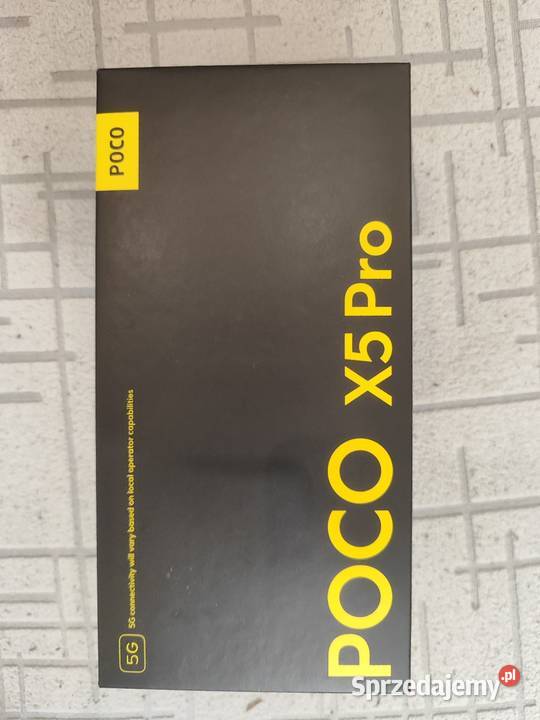 POCO
POCO X5 Pro
5G
5G connectivity will vary based on local operator capabilities
Sprzedajemy.pl